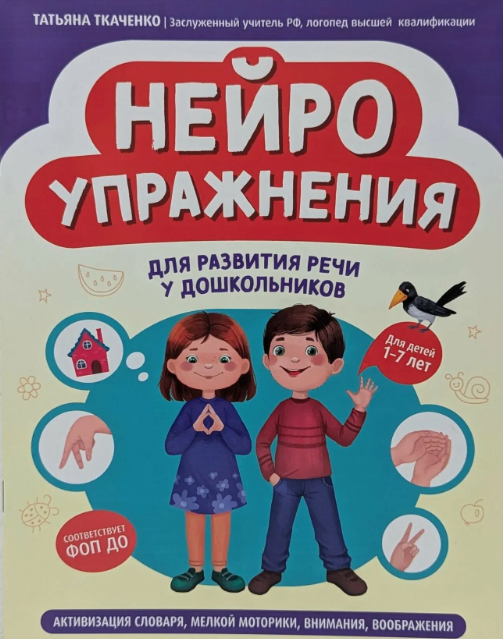 ТАТЬЯНА ТКАЧЕНКО | Заслуженный учитель РФ, логопед высшей квалификации
НЕЙРО
УПРАЖНЕНИЯ
ДЛЯ РАЗВИТИЯ РЕЧИ
У ДОШКОЛЬНИКОВ
Для детей
1-7 лет
СООТВЕТСТВУЕТ
ФОП ДО
АКТИВИЗАЦИЯ СЛОВАРЯ, МЕЛКОЙ МОТОРИКИ, ВНИМАНИЯ, ВООБРАЖЕНИЯ